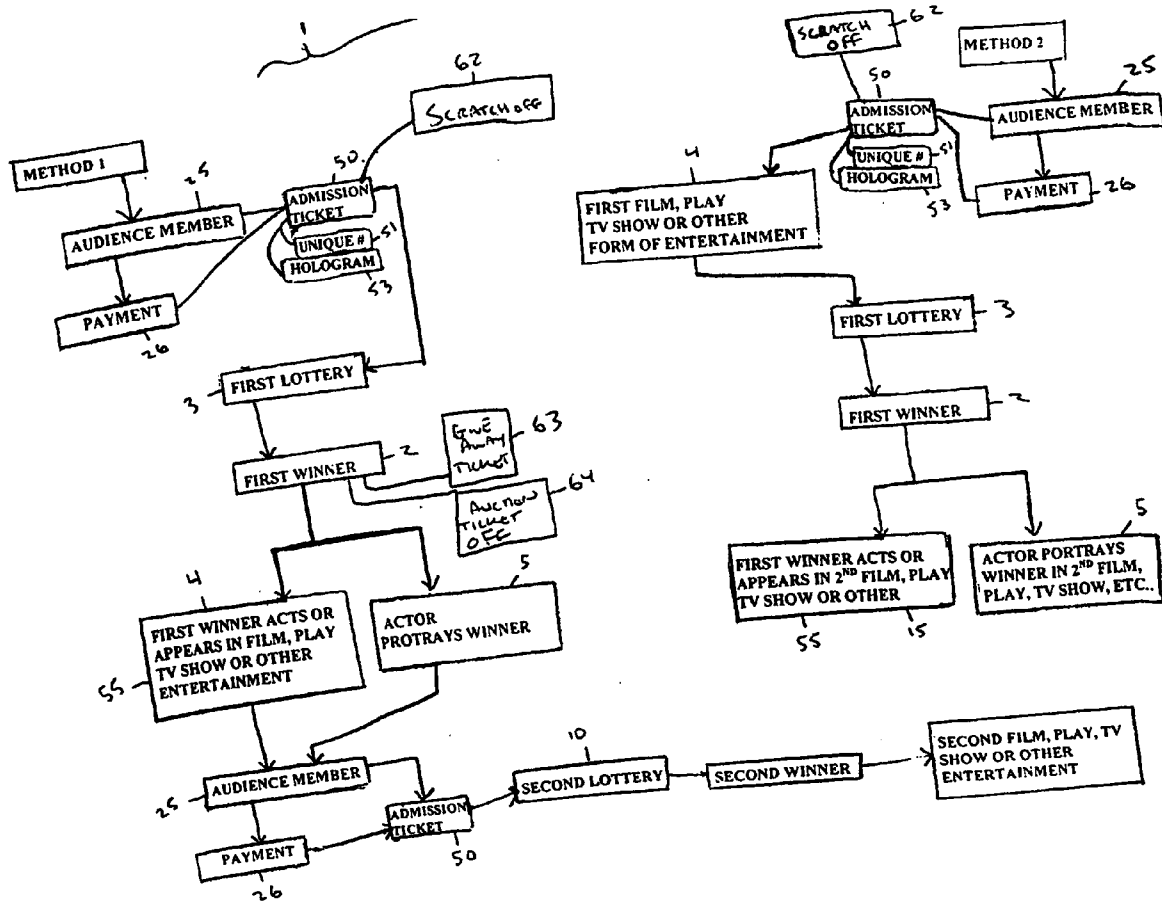 1
62
SCRATCH OFF
METHOD 1
25
AUDIENCE MEMBER
PAYMENT
26
50
ADMISSION
TICKET
UNIQUE #
51
HOLOGRAM
53
FIRST LOTTERY
3
FIRST WINNER
2
GIVE
AWAY
TICKET
63
AUCTION
TICKET
OFF
64
4
FIRST WINNER ACTS OR
APPEARS IN FILM, PLAY
TV SHOW OR OTHER
ENTERTAINMENT
55
5
ACTOR
PROTRAYS WINNER
AUDIENCE MEMBER
25
PAYMENT
26
ADMISSION
TICKET
50
10
SECOND LOTTERY
SECOND WINNER
SECOND FILM, PLAY, TV
SHOW OR OTHER
ENTERTAINMENT
SCRATCH
OFF
62
METHOD 2
50
ADMISSION
TICKET
UNIQUE #
51
HOLOGRAM
53
25
AUDIENCE MEMBER
PAYMENT
26
4
FIRST FILM, PLAY
TV SHOW OR OTHER
FORM OF ENTERTAINMENT
FIRST LOTTERY
3
FIRST WINNER
2
FIRST WINNER ACTS OR
APPEARS IN 2ND FILM, PLAY
TV SHOW OR OTHER
55
15
5
ACTOR PORTRAYS
WINNER IN 2ND FILM,
PLAY, TV SHOW, ETC..